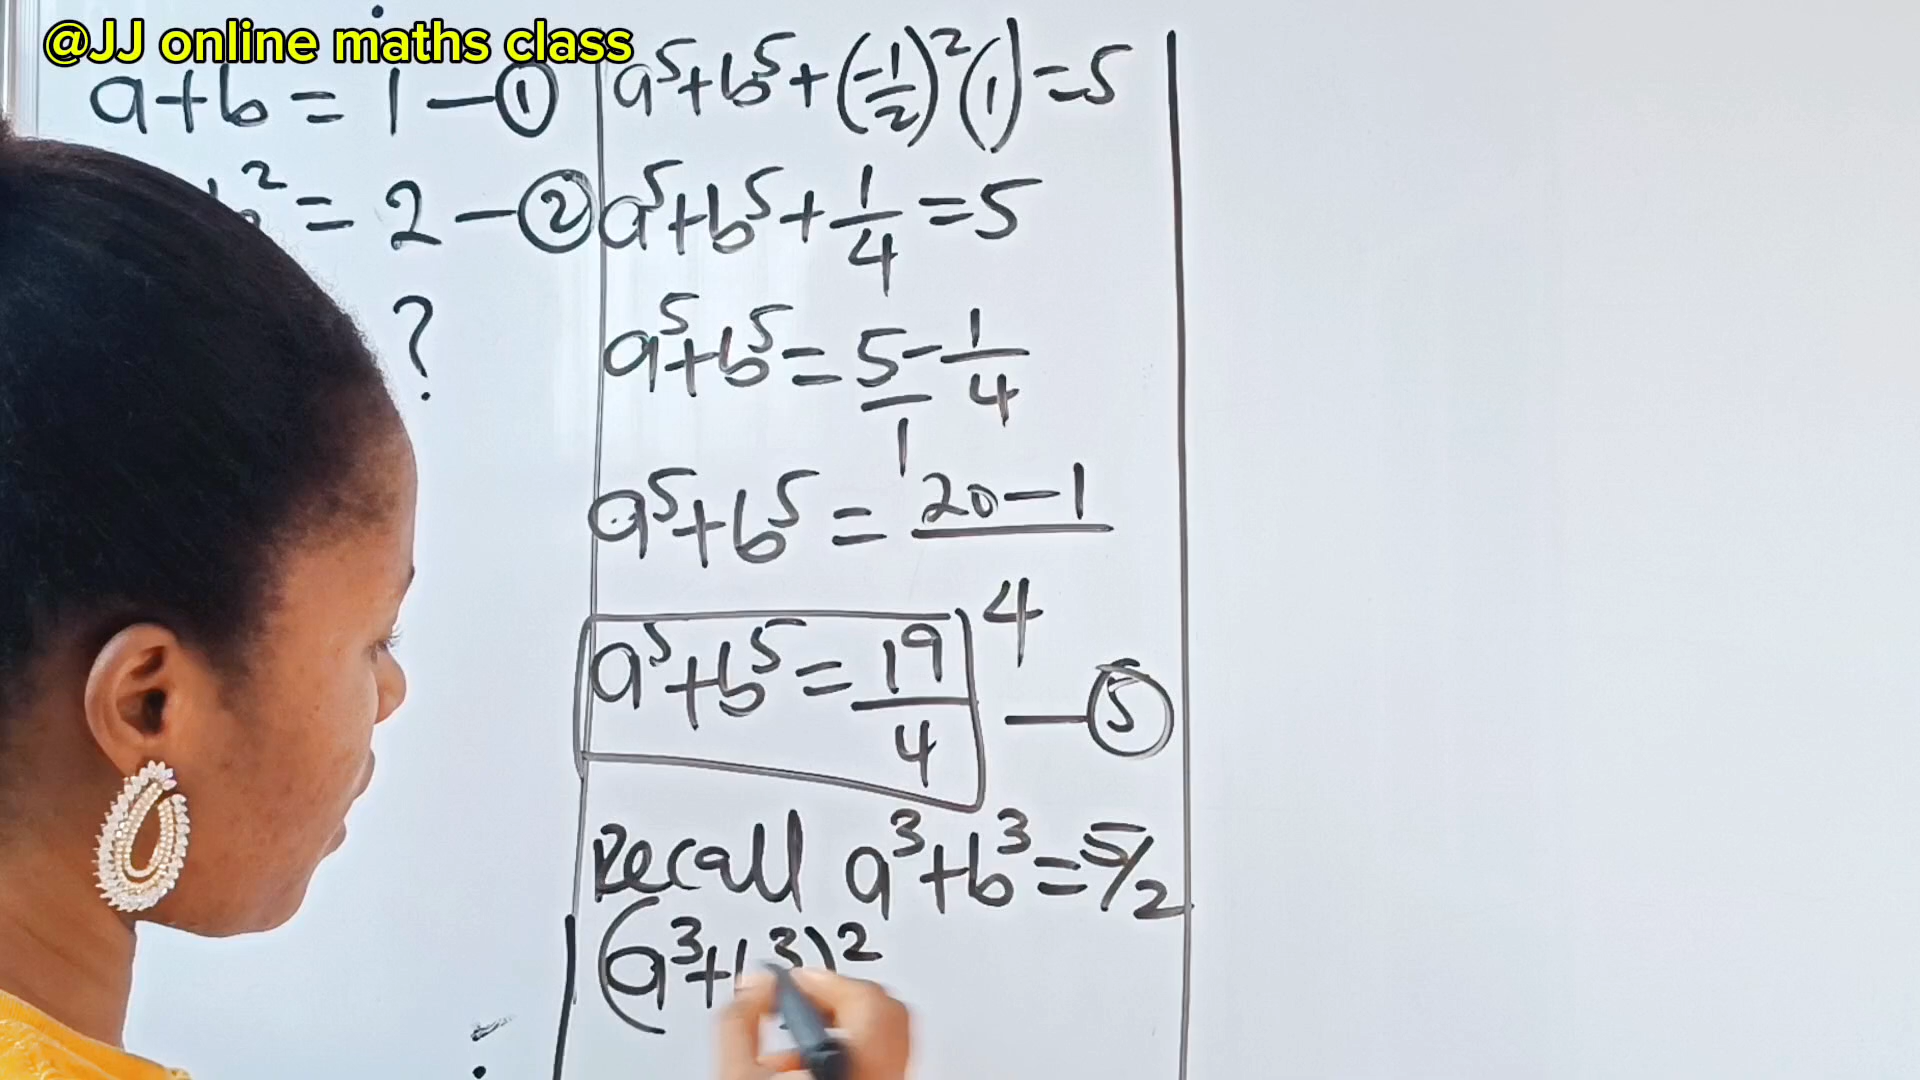 @JJ online maths class
a+b = 1 — ①
b² = 2 — ②
?
a⁵+b⁵+(-1/2)²(1) = 5
a⁵+b⁵+1/4 = 5
a⁵+b⁵ = 5/1 - 1/4
a⁵+b⁵ = 20-1/4
a⁵+b⁵ = 19/4 — ⑤
Recall a³+b³ = 5/2
(a³+b³)²